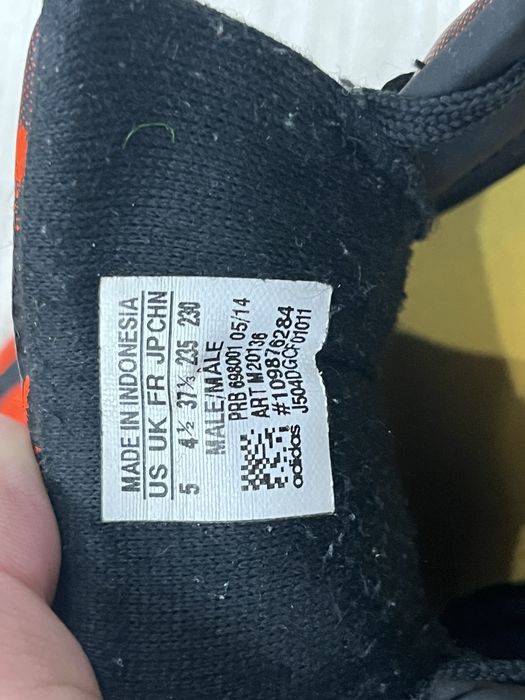 MADE IN INDONESIA
US UK FR JP CHN
5 4½ 37⅓ 235 230
MALE/MALE
PRB 698001 05/14
ART M20136
#109876284
adidas J504DGCF01011